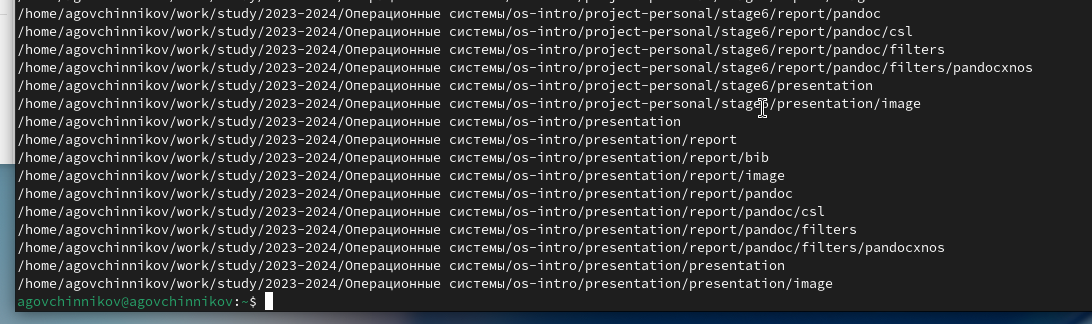 /home/agovchinnikov/work/study/2023-2024/Операционные системы/os-intro/project-personal/stage6/report/pandoc
/home/agovchinnikov/work/study/2023-2024/Операционные системы/os-intro/project-personal/stage6/report/pandoc/csl
/home/agovchinnikov/work/study/2023-2024/Операционные системы/os-intro/project-personal/stage6/report/pandoc/filters
/home/agovchinnikov/work/study/2023-2024/Операционные системы/os-intro/project-personal/stage6/report/pandoc/filters/pandocxnos
/home/agovchinnikov/work/study/2023-2024/Операционные системы/os-intro/project-personal/stage6/presentation
/home/agovchinnikov/work/study/2023-2024/Операционные системы/os-intro/project-personal/stage6/presentation/image
/home/agovchinnikov/work/study/2023-2024/Операционные системы/os-intro/presentation
/home/agovchinnikov/work/study/2023-2024/Операционные системы/os-intro/presentation/report
/home/agovchinnikov/work/study/2023-2024/Операционные системы/os-intro/presentation/report/bib
/home/agovchinnikov/work/study/2023-2024/Операционные системы/os-intro/presentation/report/image
/home/agovchinnikov/work/study/2023-2024/Операционные системы/os-intro/presentation/report/pandoc
/home/agovchinnikov/work/study/2023-2024/Операционные системы/os-intro/presentation/report/pandoc/csl
/home/agovchinnikov/work/study/2023-2024/Операционные системы/os-intro/presentation/report/pandoc/filters
/home/agovchinnikov/work/study/2023-2024/Операционные системы/os-intro/presentation/report/pandoc/filters/pandocxnos
/home/agovchinnikov/work/study/2023-2024/Операционные системы/os-intro/presentation/presentation
/home/agovchinnikov/work/study/2023-2024/Операционные системы/os-intro/presentation/presentation/image
agovchinnikov@agovchinnikov:~$